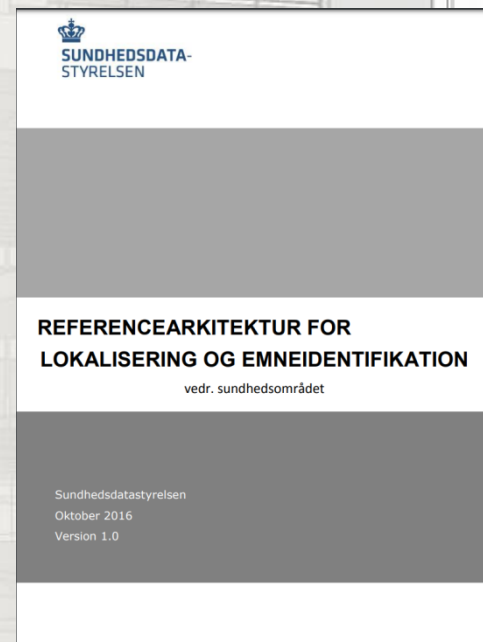 SUNDHEDSDATA-
STYRELSEN
REFERENCEARKITEKTUR FOR
LOKALISERING OG EMNEIDENTIFIKATION
vedr. sundhedsområdet
Sundhedsdatastyrelsen
Oktober 2016
Version 1.0